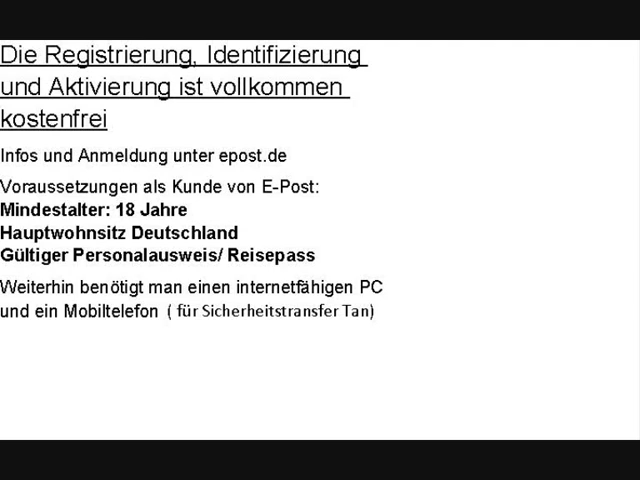 Die Registrierung, Identifizierung
und Aktivierung ist vollkommen
kostenfrei
Infos und Anmeldung unter epost.de
Voraussetzungen als Kunde von E-Post:
Mindestalter: 18 Jahre
Hauptwohnsitz Deutschland
Gültiger Personalausweis/ Reisepass
Weiterhin benötigt man einen internetfähigen PC
und ein Mobiltelefon ( für Sicherheitstransfer Tan)